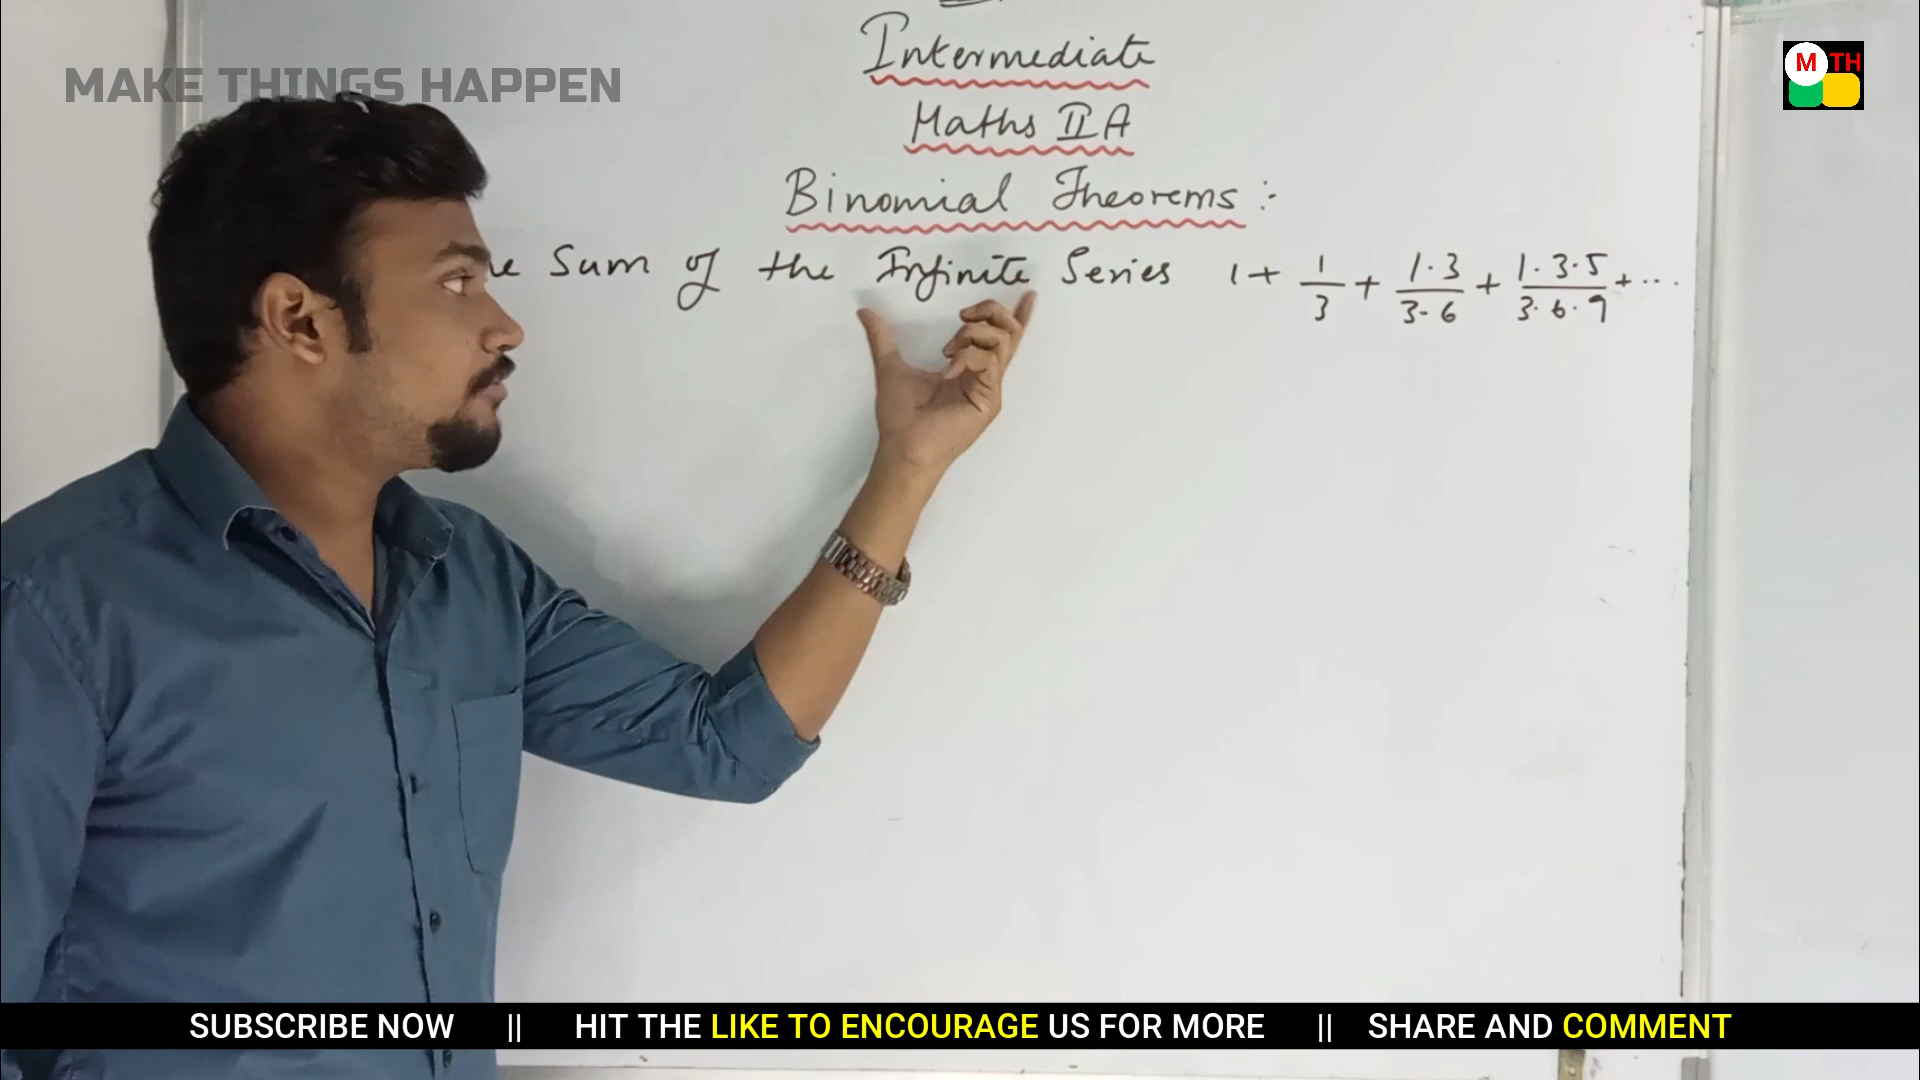 Intermediate
MAKE THINGS HAPPEN
M TH
Maths II A
Binomial Theorems :-
Sum of the Infinite Series 1 + 1/3 + 1·3/3·6 + 1·3·5/3·6·9 + ...
SUBSCRIBE NOW || HIT THE LIKE TO ENCOURAGE US FOR MORE || SHARE AND COMMENT